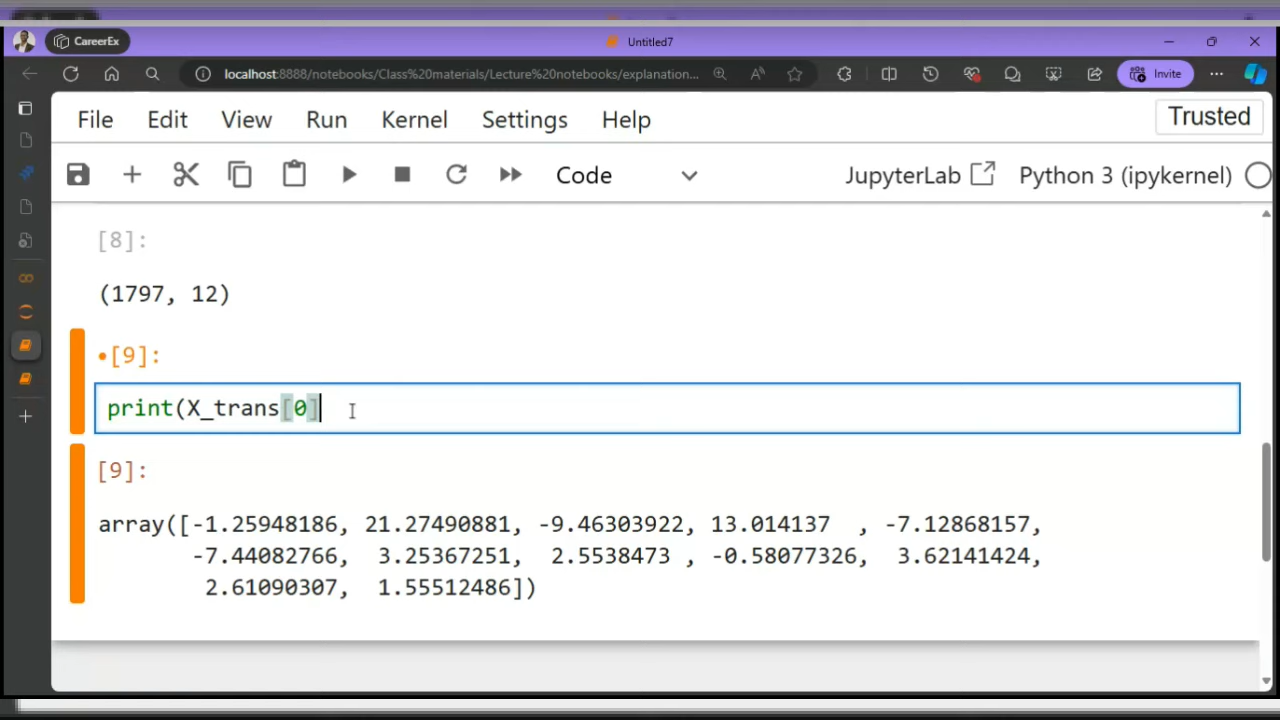 CareerEx
Untitled7
localhost:8888/notebooks/Class%20materials/Lecture%20notebooks/explanation...
Invite
File Edit View Run Kernel Settings Help
Trusted
Code
JupyterLab
Python 3 (ipykernel)
[8]:
(1797, 12)
•[9]:
print(X_trans[0]
[9]:
array([-1.25948186, 21.27490881, -9.46303922, 13.014137  , -7.12868157,
-7.44082766,  3.25367251,  2.5538473 , -0.58077326,  3.62141424,
2.61090307,  1.55512486])